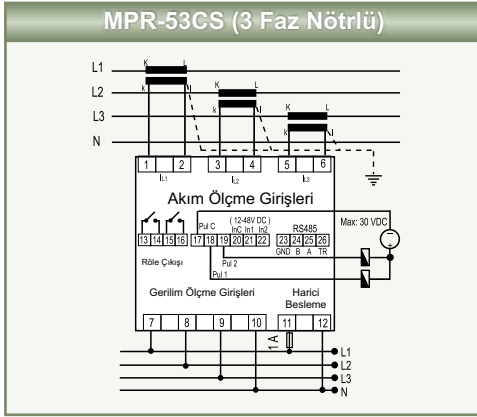 MPR-53CS (3 Faz Nötrlü)
K L
L1
k l
K L
L2
k l
K L
L3
k l
N
1 2 3 4 5 6
IL1 IL2 IL3
Akım Ölçme Girişleri
Pul C
( 12-48V DC )
InC In1 In2
RS485
Max: 30 VDC
13 14 15 16 17 18 19 20 21 22 23 24 25 26
GND B A TR
Röle Çıkışı
Pul 2
Pul 1
Gerilim Ölçme Girişleri
Harici
Besleme
7 8 9 10 11 12
1 A
L1
L2
L3
N